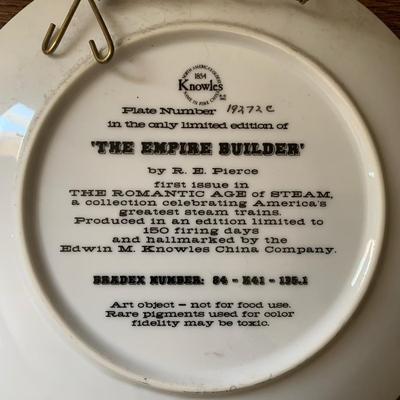 1854
Knowles
Plate Number 19272C
in the only limited edition of
'THE EMPIRE BUILDER'
by R. E. Pierce
first issue in
THE ROMANTIC AGE of STEAM,
a collection celebrating America's
greatest steam trains.
Produced in an edition limited to
150 firing days
and hallmarked by the
Edwin M. Knowles China Company.
BRADEX NUMBER: 84 - K41 - 135.1
Art object — not for food use.
Rare pigments used for color
fidelity may be toxic.